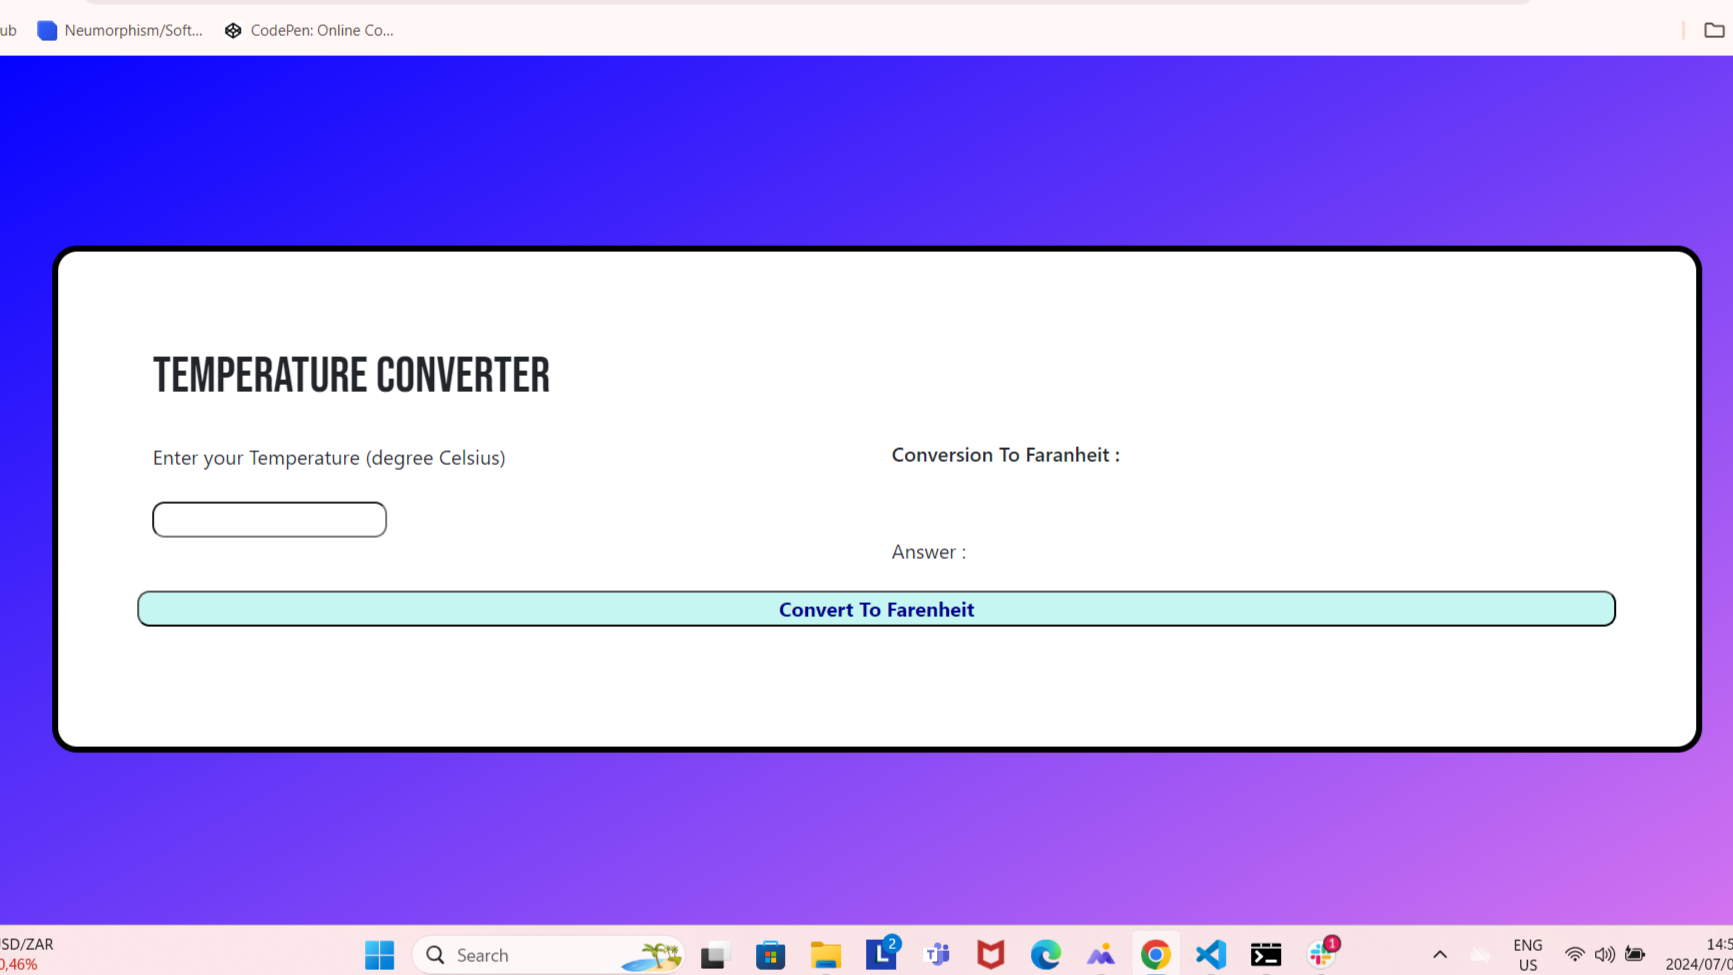 ub Neumorphism/Soft... CodePen: Online Co...
TEMPERATURE CONVERTER
Enter your Temperature (degree Celsius)
Conversion To Faranheit :
Answer :
Convert To Farenheit
SD/ZAR
0,46%
Search
2
1
ENG
US
14:5
2024/07/0